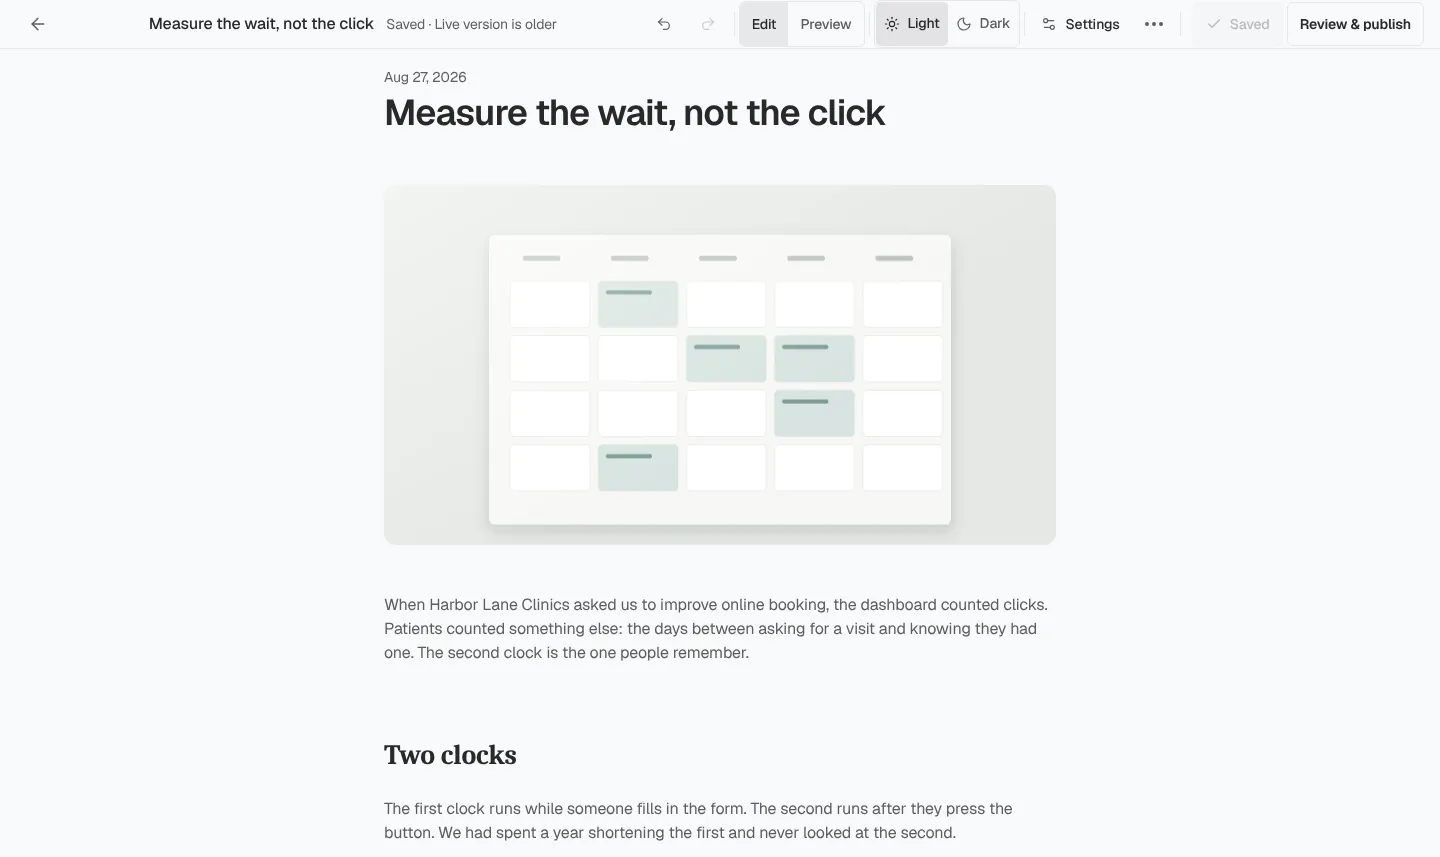 Measure the wait, not the click
Saved · Live version is older
Edit
Preview
Light
Dark
Settings
Saved
Review & publish
Aug 27, 2026
Measure the wait, not the click
When Harbor Lane Clinics asked us to improve online booking, the dashboard counted clicks.
Patients counted something else: the days between asking for a visit and knowing they had
one. The second clock is the one people remember.
Two clocks
The first clock runs while someone fills in the form. The second runs after they press the
button. We had spent a year shortening the first and never looked at the second.